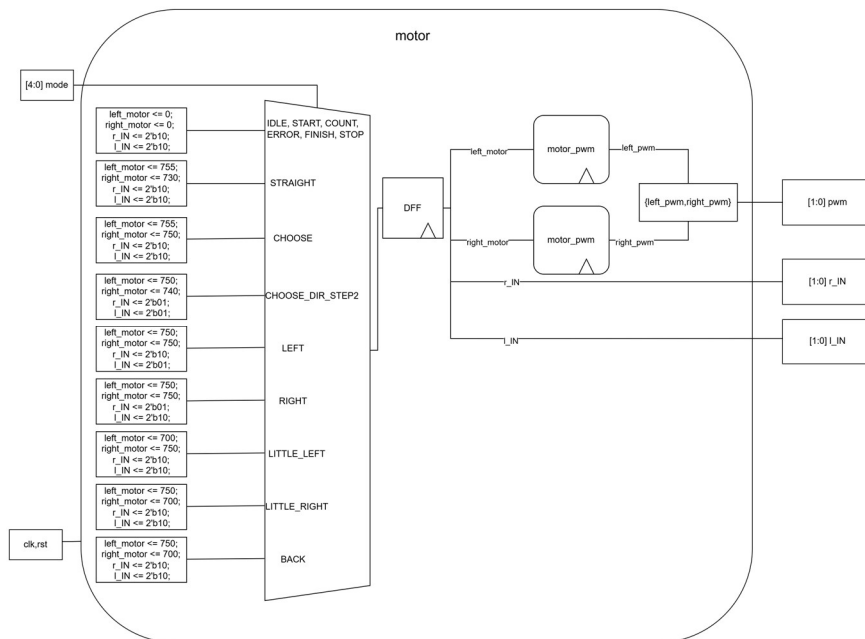 motor
[4:0] mode
left_motor <= 0;
right_motor <= 0;
r_IN <= 2'b10;
l_IN <= 2'b10;
IDLE, START, COUNT,
ERROR, FINISH, STOP
left_motor <= 755;
right_motor <= 730;
r_IN <= 2'b10;
l_IN <= 2'b10;
STRAIGHT
left_motor <= 755;
right_motor <= 750;
r_IN <= 2'b10;
l_IN <= 2'b10;
CHOOSE
left_motor <= 750;
right_motor <= 740;
r_IN <= 2'b01;
l_IN <= 2'b01;
CHOOSE_DIR_STEP2
left_motor <= 750;
right_motor <= 750;
r_IN <= 2'b10;
l_IN <= 2'b01;
LEFT
left_motor <= 750;
right_motor <= 750;
r_IN <= 2'b01;
l_IN <= 2'b10;
RIGHT
left_motor <= 700;
right_motor <= 750;
r_IN <= 2'b10;
l_IN <= 2'b10;
LITTLE_LEFT
left_motor <= 750;
right_motor <= 700;
r_IN <= 2'b10;
l_IN <= 2'b10;
LITTLE_RIGHT
left_motor <= 750;
right_motor <= 700;
r_IN <= 2'b10;
l_IN <= 2'b10;
BACK
clk,rst
DFF
left_motor
motor_pwm
left_pwm
right_motor
motor_pwm
right_pwm
{left_pwm,right_pwm}
r_IN
l_IN
[1:0] pwm
[1:0] r_IN
[1:0] l_IN